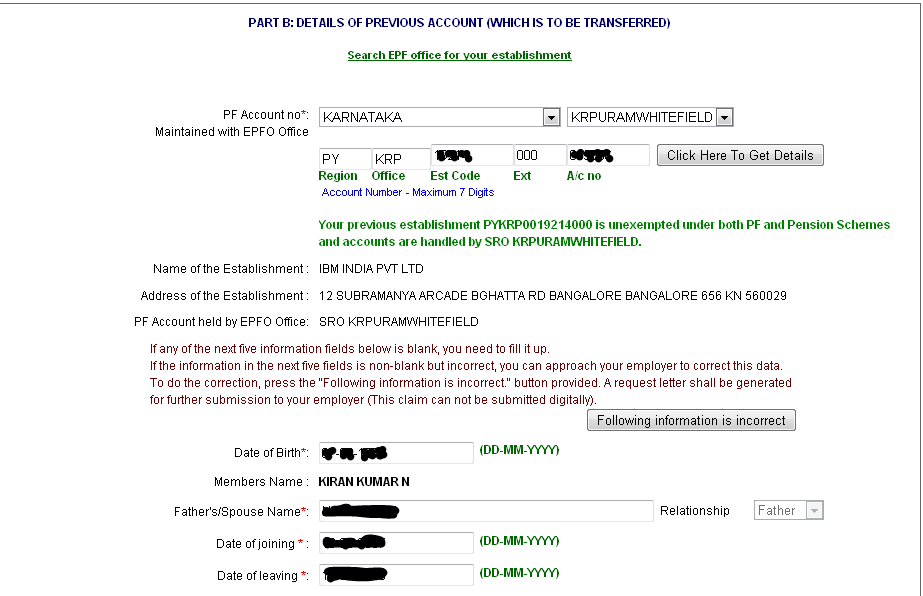 PART B: DETAILS OF PREVIOUS ACCOUNT (WHICH IS TO BE TRANSFERRED)
Search EPF office for your establishment
PF Account no*: KARNATAKA KRPURAMWHITEFIELD
Maintained with EPFO Office
PY KRP 000 Click Here To Get Details
Region Office Est Code Ext A/c no
Account Number - Maximum 7 Digits
Your previous establishment PYKRP0019214000 is unexempted under both PF and Pension Schemes
and accounts are handled by SRO KRPURAMWHITEFIELD.
Name of the Establishment : IBM INDIA PVT LTD
Address of the Establishment : 12 SUBRAMANYA ARCADE BGHATTA RD BANGALORE BANGALORE 656 KN 560029
PF Account held by EPFO Office: SRO KRPURAMWHITEFIELD
If any of the next five information fields below is blank, you need to fill it up.
If the information in the next five fields is non-blank but incorrect, you can approach your employer to correct this data.
To do the correction, press the "Following information is incorrect." button provided. A request letter shall be generated
for further submission to your employer (This claim can not be submitted digitally).
Following information is incorrect
Date of Birth*: (DD-MM-YYYY)
Members Name : KIRAN KUMAR N
Father's/Spouse Name*: Relationship Father
Date of joining * : (DD-MM-YYYY)
Date of leaving *: (DD-MM-YYYY)